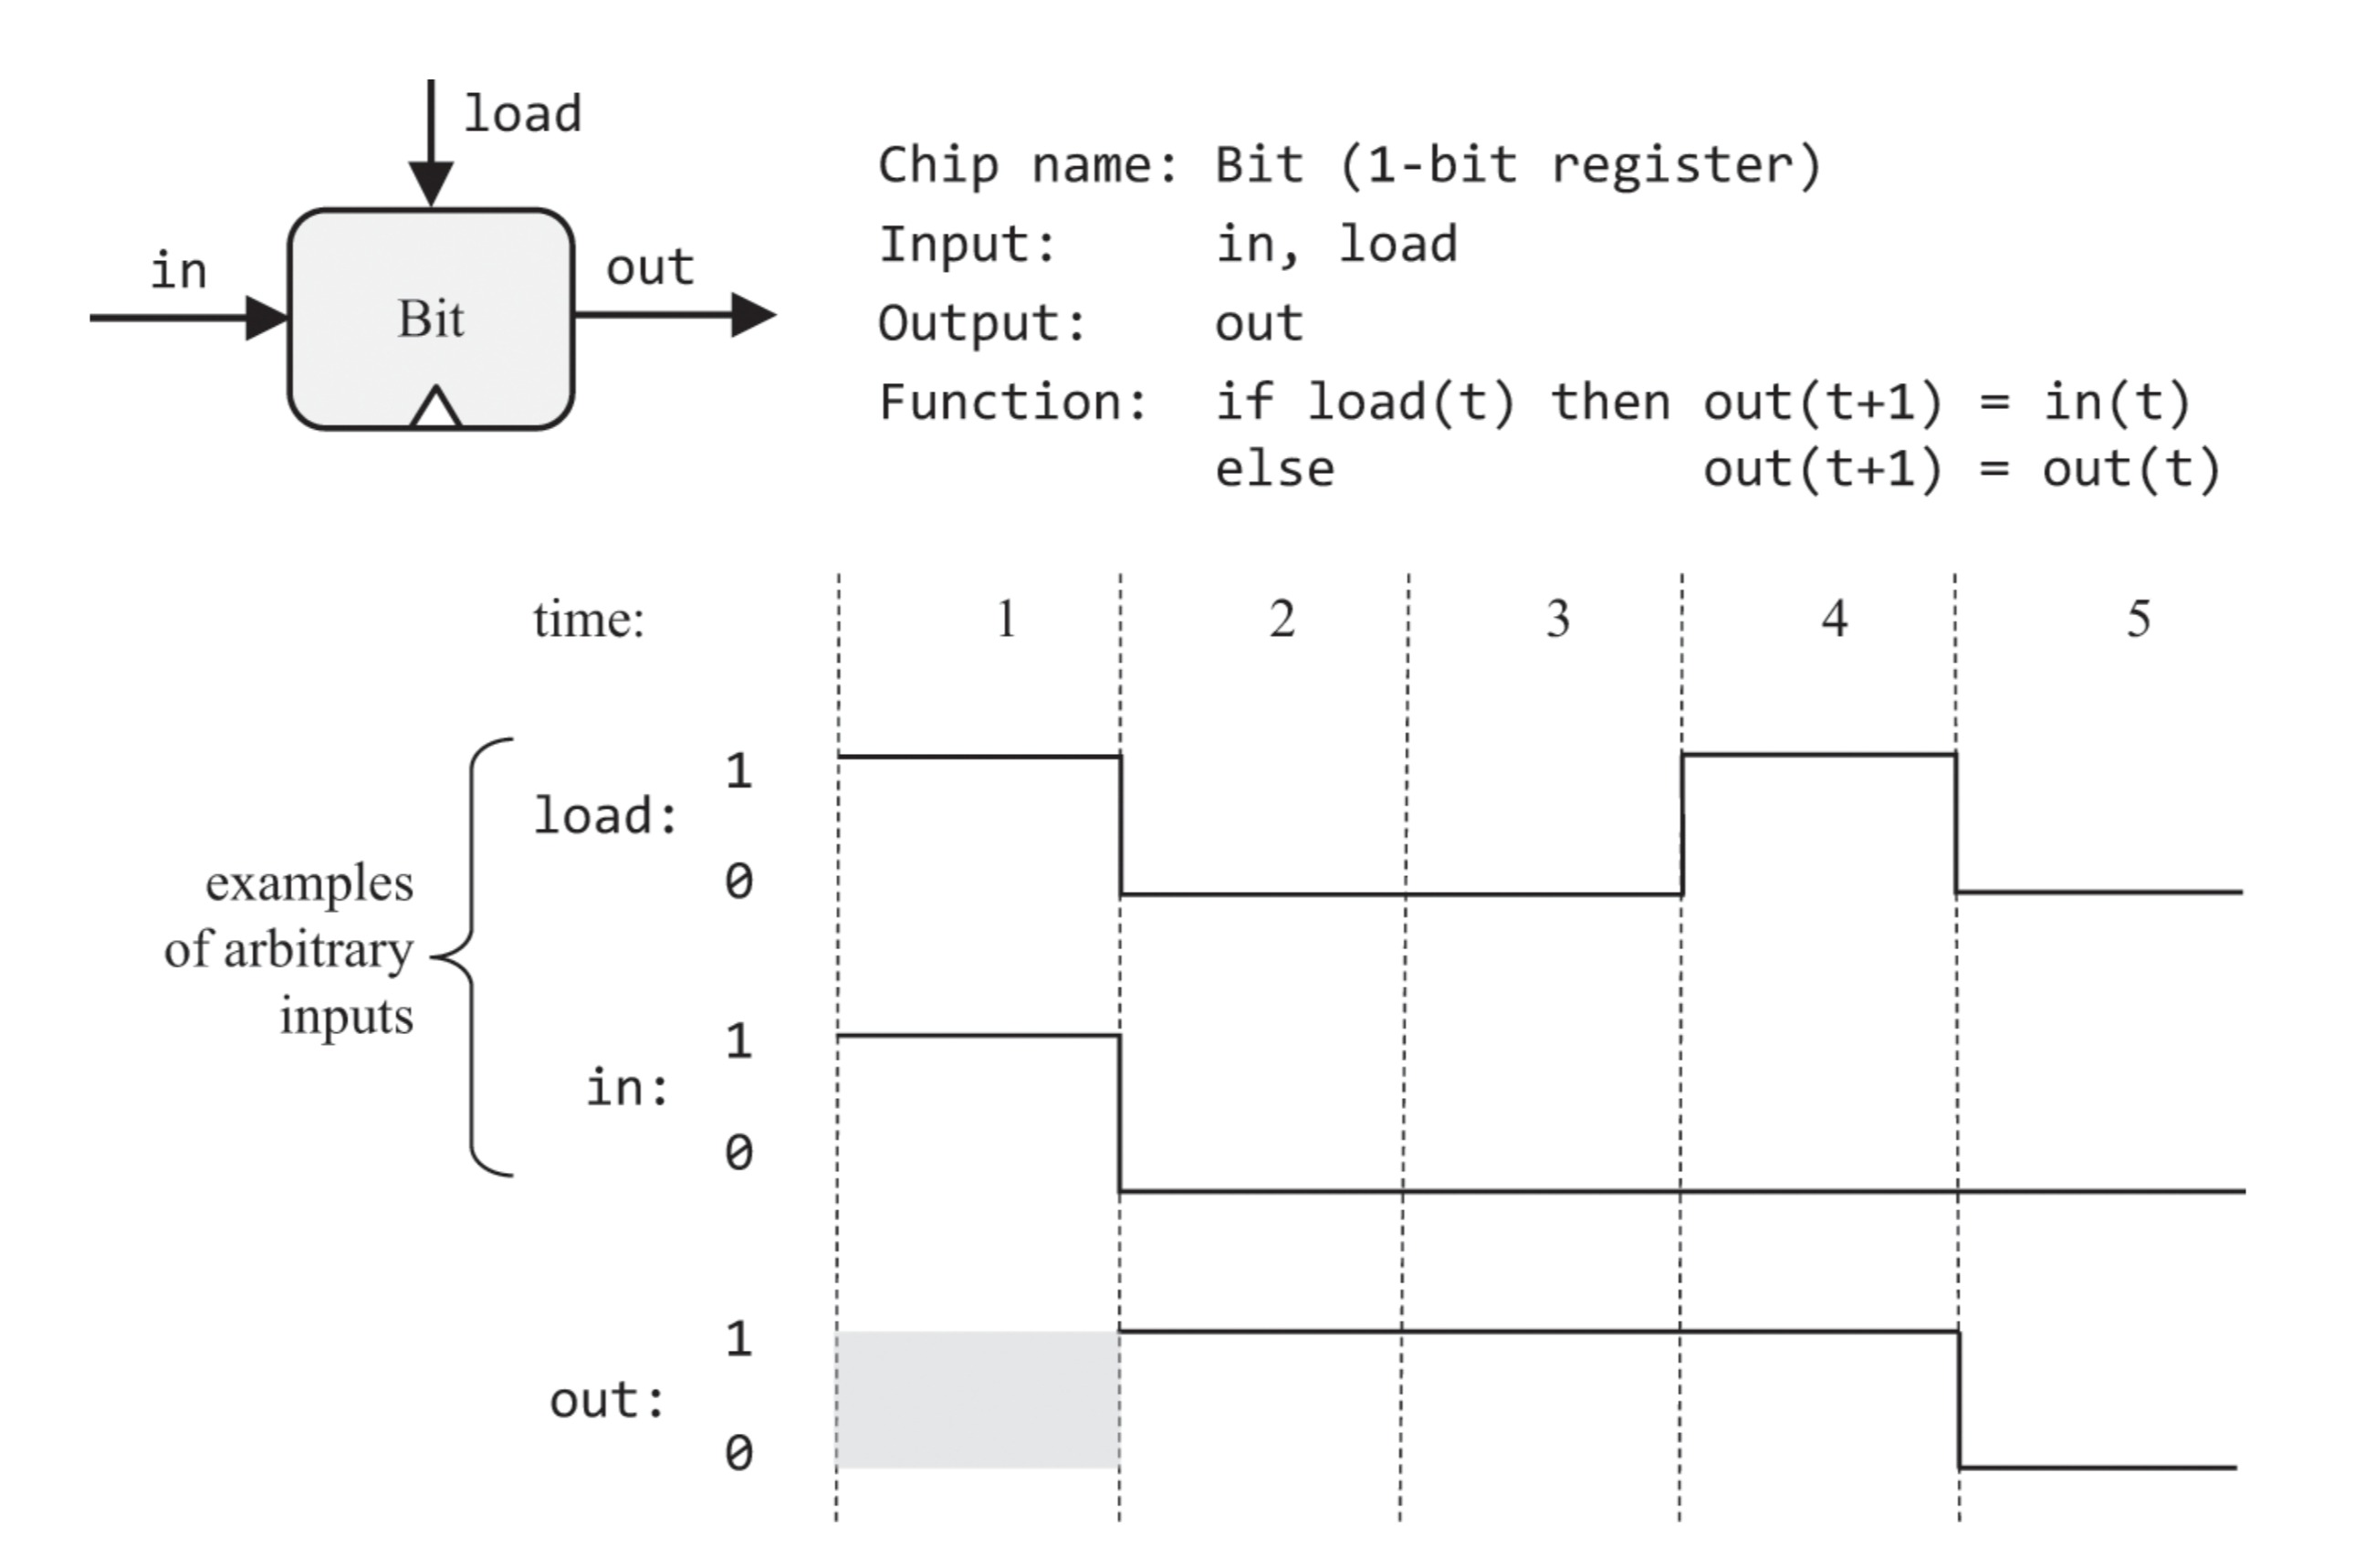 load
in
out
Bit
Chip name: Bit (1-bit register)
Input: in, load
Output: out
Function: if load(t) then out(t+1) = in(t)
else out(t+1) = out(t)
time: 1 2 3 4 5
examples
of arbitrary
inputs
load:
1
0
in:
1
0
out:
1
0